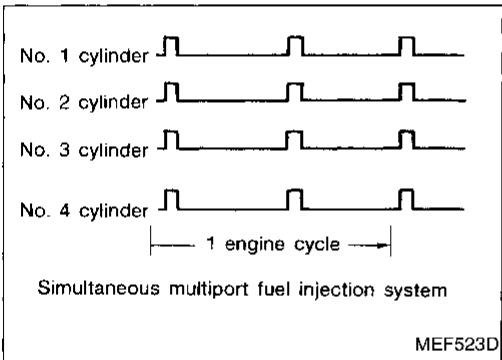 No. 1 cylinder
No. 2 cylinder
No. 3 cylinder
No. 4 cylinder
1 engine cycle
Simultaneous multiport fuel injection system
MEF523D